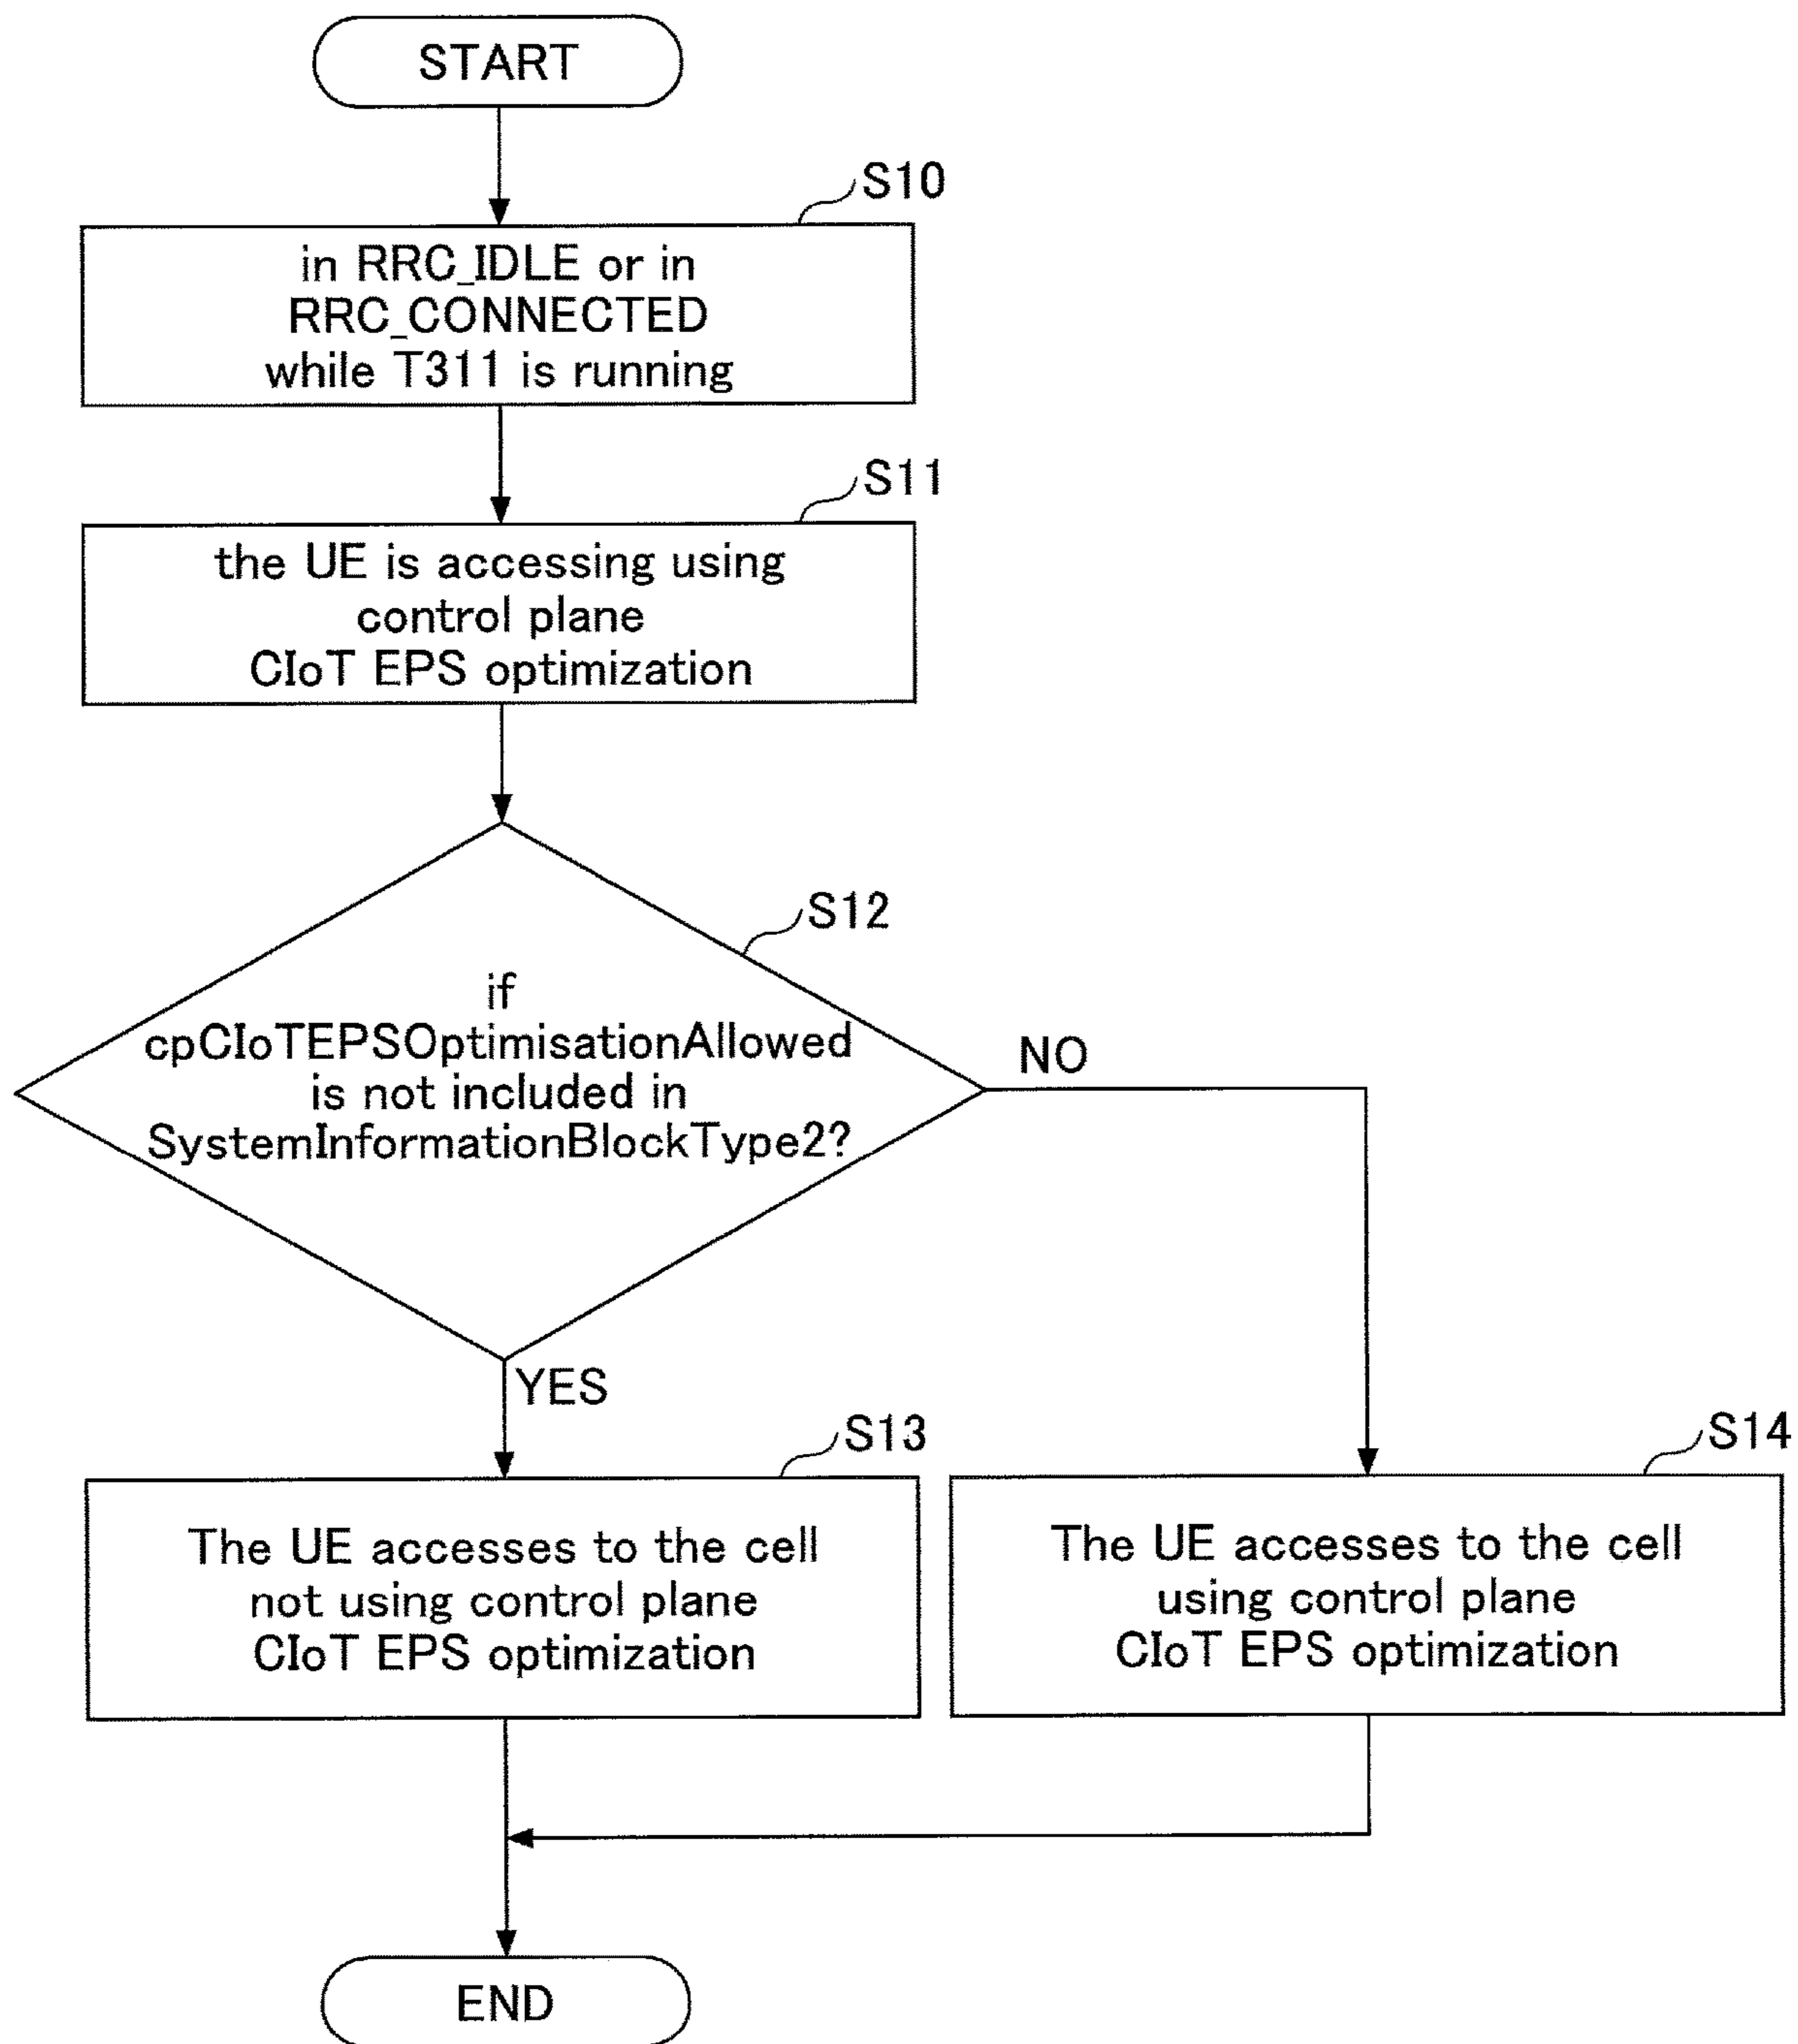 START
S10
in RRC_IDLE or in
RRC_CONNECTED
while T311 is running
S11
the UE is accessing using
control plane
CIoT EPS optimization
S12
if
cpCIoTEPSOptimisationAllowed
is not included in
SystemInformationBlockType2?
NO
YES
S13
The UE accesses to the cell
not using control plane
CIoT EPS optimization
S14
The UE accesses to the cell
using control plane
CIoT EPS optimization
END